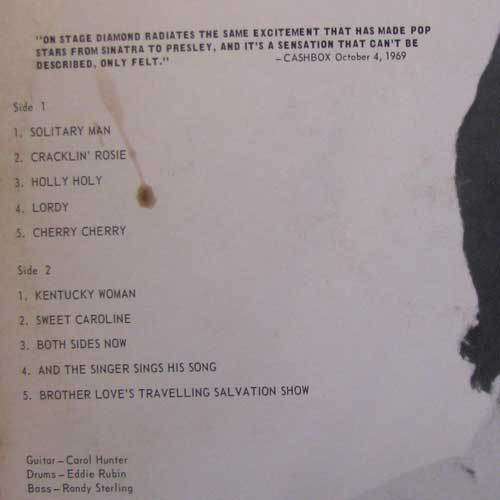 "ON STAGE DIAMOND RADIATES THE SAME EXCITEMENT THAT HAS MADE POP
STARS FROM SINATRA TO PRESLEY, AND IT'S A SENSATION THAT CAN'T BE
DESCRIBED, ONLY FELT."
—CASHBOX October 4, 1969
Side 1
1. SOLITARY MAN
2. CRACKLIN' ROSIE
3. HOLLY HOLY
4. LORDY
5. CHERRY CHERRY
Side 2
1. KENTUCKY WOMAN
2. SWEET CAROLINE
3. BOTH SIDES NOW
4. AND THE SINGER SINGS HIS SONG
5. BROTHER LOVE'S TRAVELLING SALVATION SHOW
Guitar—Carol Hunter
Drums—Eddie Rubin
Bass—Randy Sterling